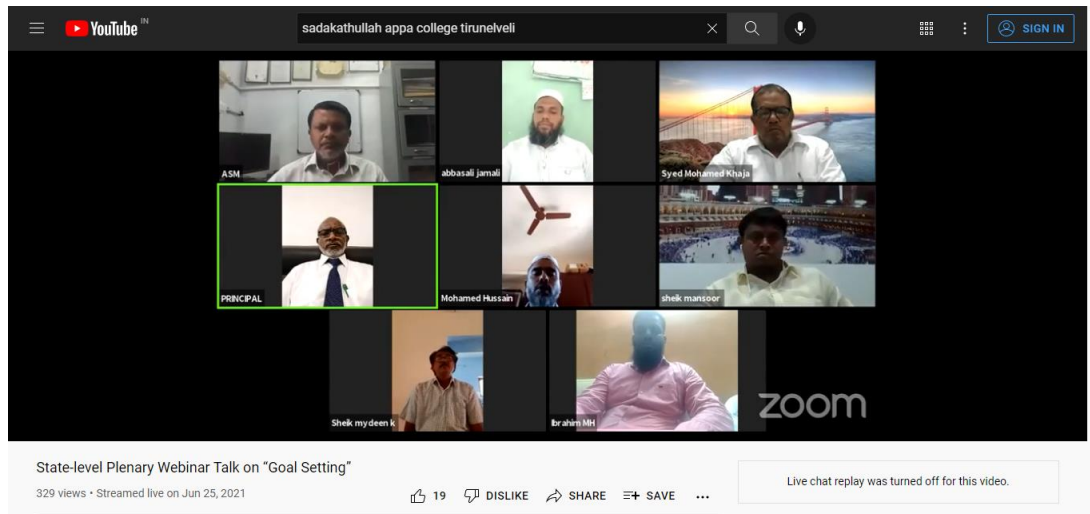 YouTube IN
sadakathullah appa college tirunelveli
SIGN IN
ASM
abbasali jamali
Syed Mohamed Khaja
PRINCIPAL
Mohamed Hussain
sheik mansoor
Sheik mydeen k
Ibrahim MH
zoom
State-level Plenary Webinar Talk on “Goal Setting”
329 views • Streamed live on Jun 25, 2021
19 DISLIKE SHARE SAVE
Live chat replay was turned off for this video.